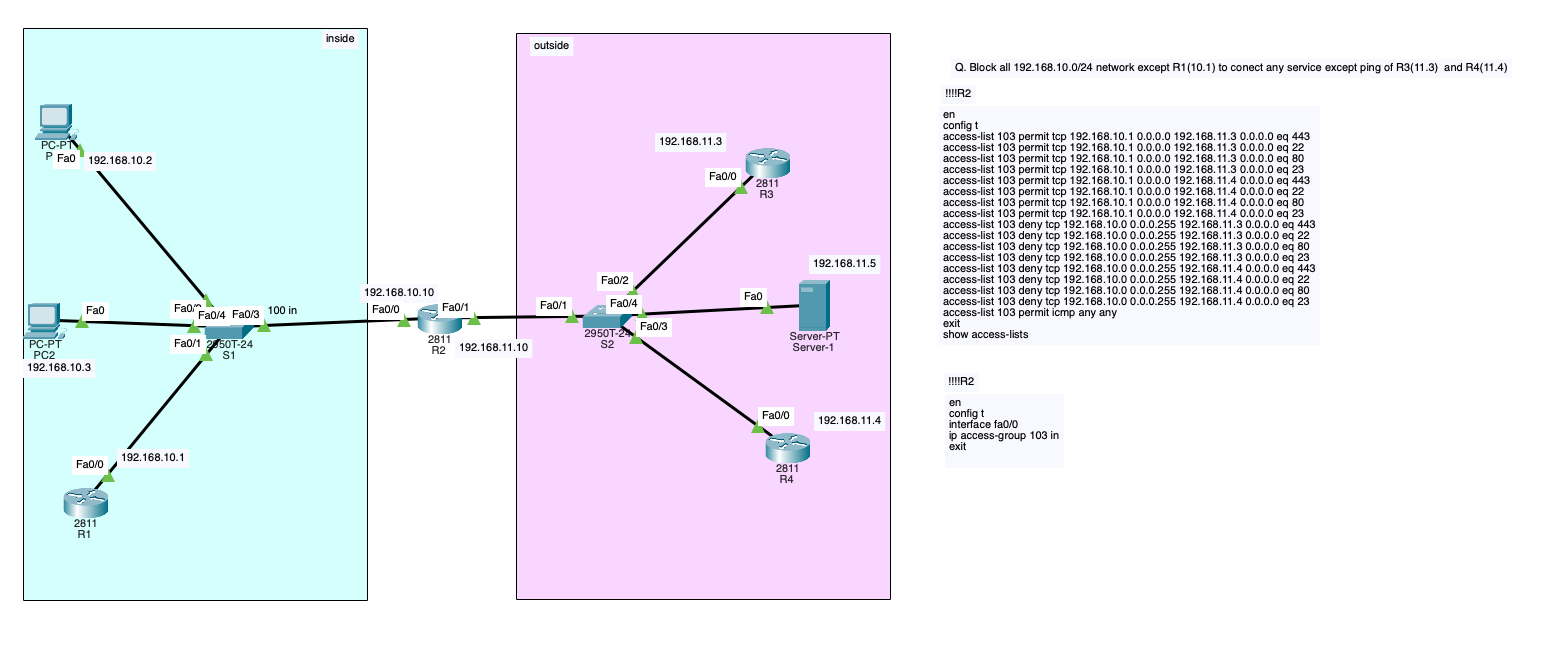 inside
outside
Q. Block all 192.168.10.0/24 network except R1(10.1) to conect any service except ping of R3(11.3) and R4(11.4)
!!!!R2
en
config t
access-list 103 permit tcp 192.168.10.1 0.0.0.0 192.168.11.3 0.0.0.0 eq 443
access-list 103 permit tcp 192.168.10.1 0.0.0.0 192.168.11.3 0.0.0.0 eq 22
access-list 103 permit tcp 192.168.10.1 0.0.0.0 192.168.11.3 0.0.0.0 eq 80
access-list 103 permit tcp 192.168.10.1 0.0.0.0 192.168.11.3 0.0.0.0 eq 23
access-list 103 permit tcp 192.168.10.1 0.0.0.0 192.168.11.4 0.0.0.0 eq 443
access-list 103 permit tcp 192.168.10.1 0.0.0.0 192.168.11.4 0.0.0.0 eq 22
access-list 103 permit tcp 192.168.10.1 0.0.0.0 192.168.11.4 0.0.0.0 eq 80
access-list 103 permit tcp 192.168.10.1 0.0.0.0 192.168.11.4 0.0.0.0 eq 23
access-list 103 deny tcp 192.168.10.0 0.0.0.255 192.168.11.3 0.0.0.0 eq 443
access-list 103 deny tcp 192.168.10.0 0.0.0.255 192.168.11.3 0.0.0.0 eq 22
access-list 103 deny tcp 192.168.10.0 0.0.0.255 192.168.11.3 0.0.0.0 eq 80
access-list 103 deny tcp 192.168.10.0 0.0.0.255 192.168.11.3 0.0.0.0 eq 23
access-list 103 deny tcp 192.168.10.0 0.0.0.255 192.168.11.4 0.0.0.0 eq 443
access-list 103 deny tcp 192.168.10.0 0.0.0.255 192.168.11.4 0.0.0.0 eq 22
access-list 103 deny tcp 192.168.10.0 0.0.0.255 192.168.11.4 0.0.0.0 eq 80
access-list 103 deny tcp 192.168.10.0 0.0.0.255 192.168.11.4 0.0.0.0 eq 23
access-list 103 permit icmp any any
exit
show access-lists
!!!!R2
en
config t
interface fa0/0
ip access-group 103 in
exit
PC-PT
Fa0
192.168.10.2
192.168.11.3
Fa0/0
2811
R3
192.168.11.5
Fa0/2
192.168.10.10
Fa0
Fa0/4
Fa0/3
100 in
Fa0/0
Fa0/1
Fa0/1
Fa0/4
Fa0
PC-PT
PC2
192.168.10.3
Fa0/1
2950T-24
S1
2811
R2
192.168.11.10
2950T-24
S2
Fa0/3
Server-PT
Server-1
Fa0/0
192.168.11.4
2811
R4
Fa0/0
192.168.10.1
2811
R1